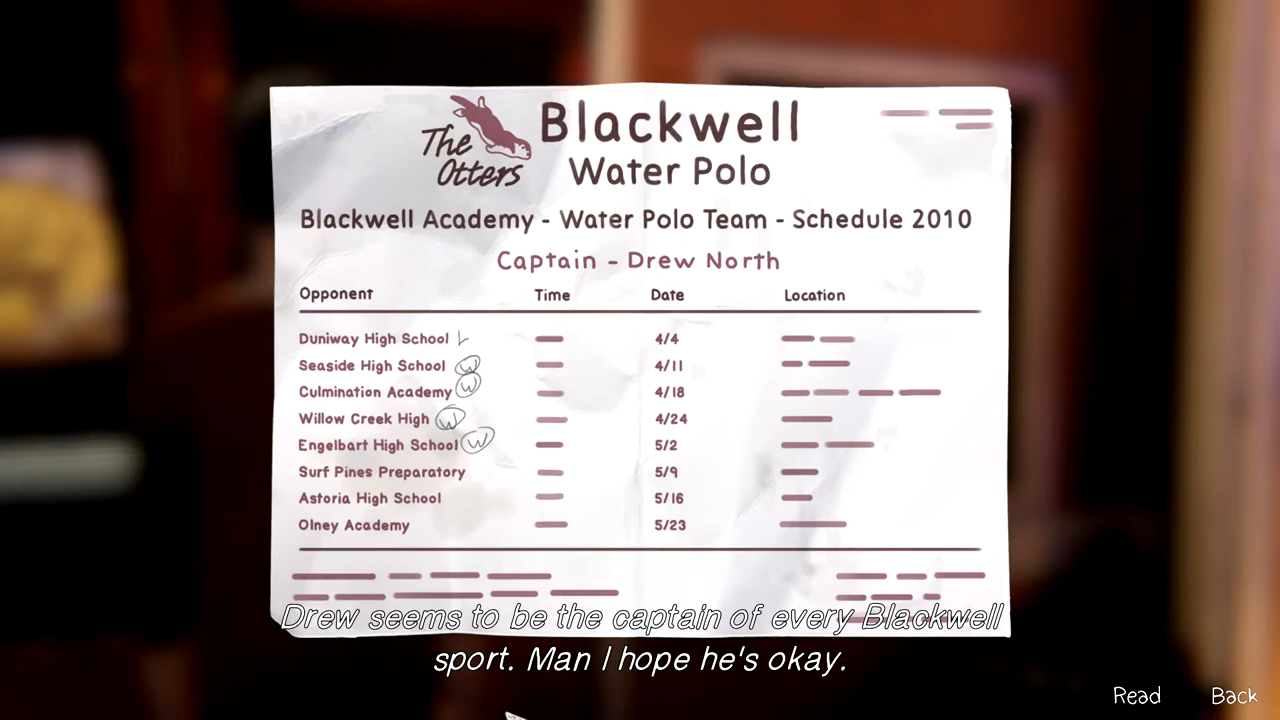 The Otters
Blackwell
Water Polo
Blackwell Academy - Water Polo Team - Schedule 2010
Captain - Drew North
Opponent Time Date Location
Duniway High School L 4/4
Seaside High School W 4/11
Culmination Academy W 4/18
Willow Creek High W 4/24
Engelbart High School W 5/2
Surf Pines Preparatory 5/9
Astoria High School 5/16
Olney Academy 5/23
Drew seems to be the captain of every Blackwell
sport. Man I hope he's okay.
Read Back